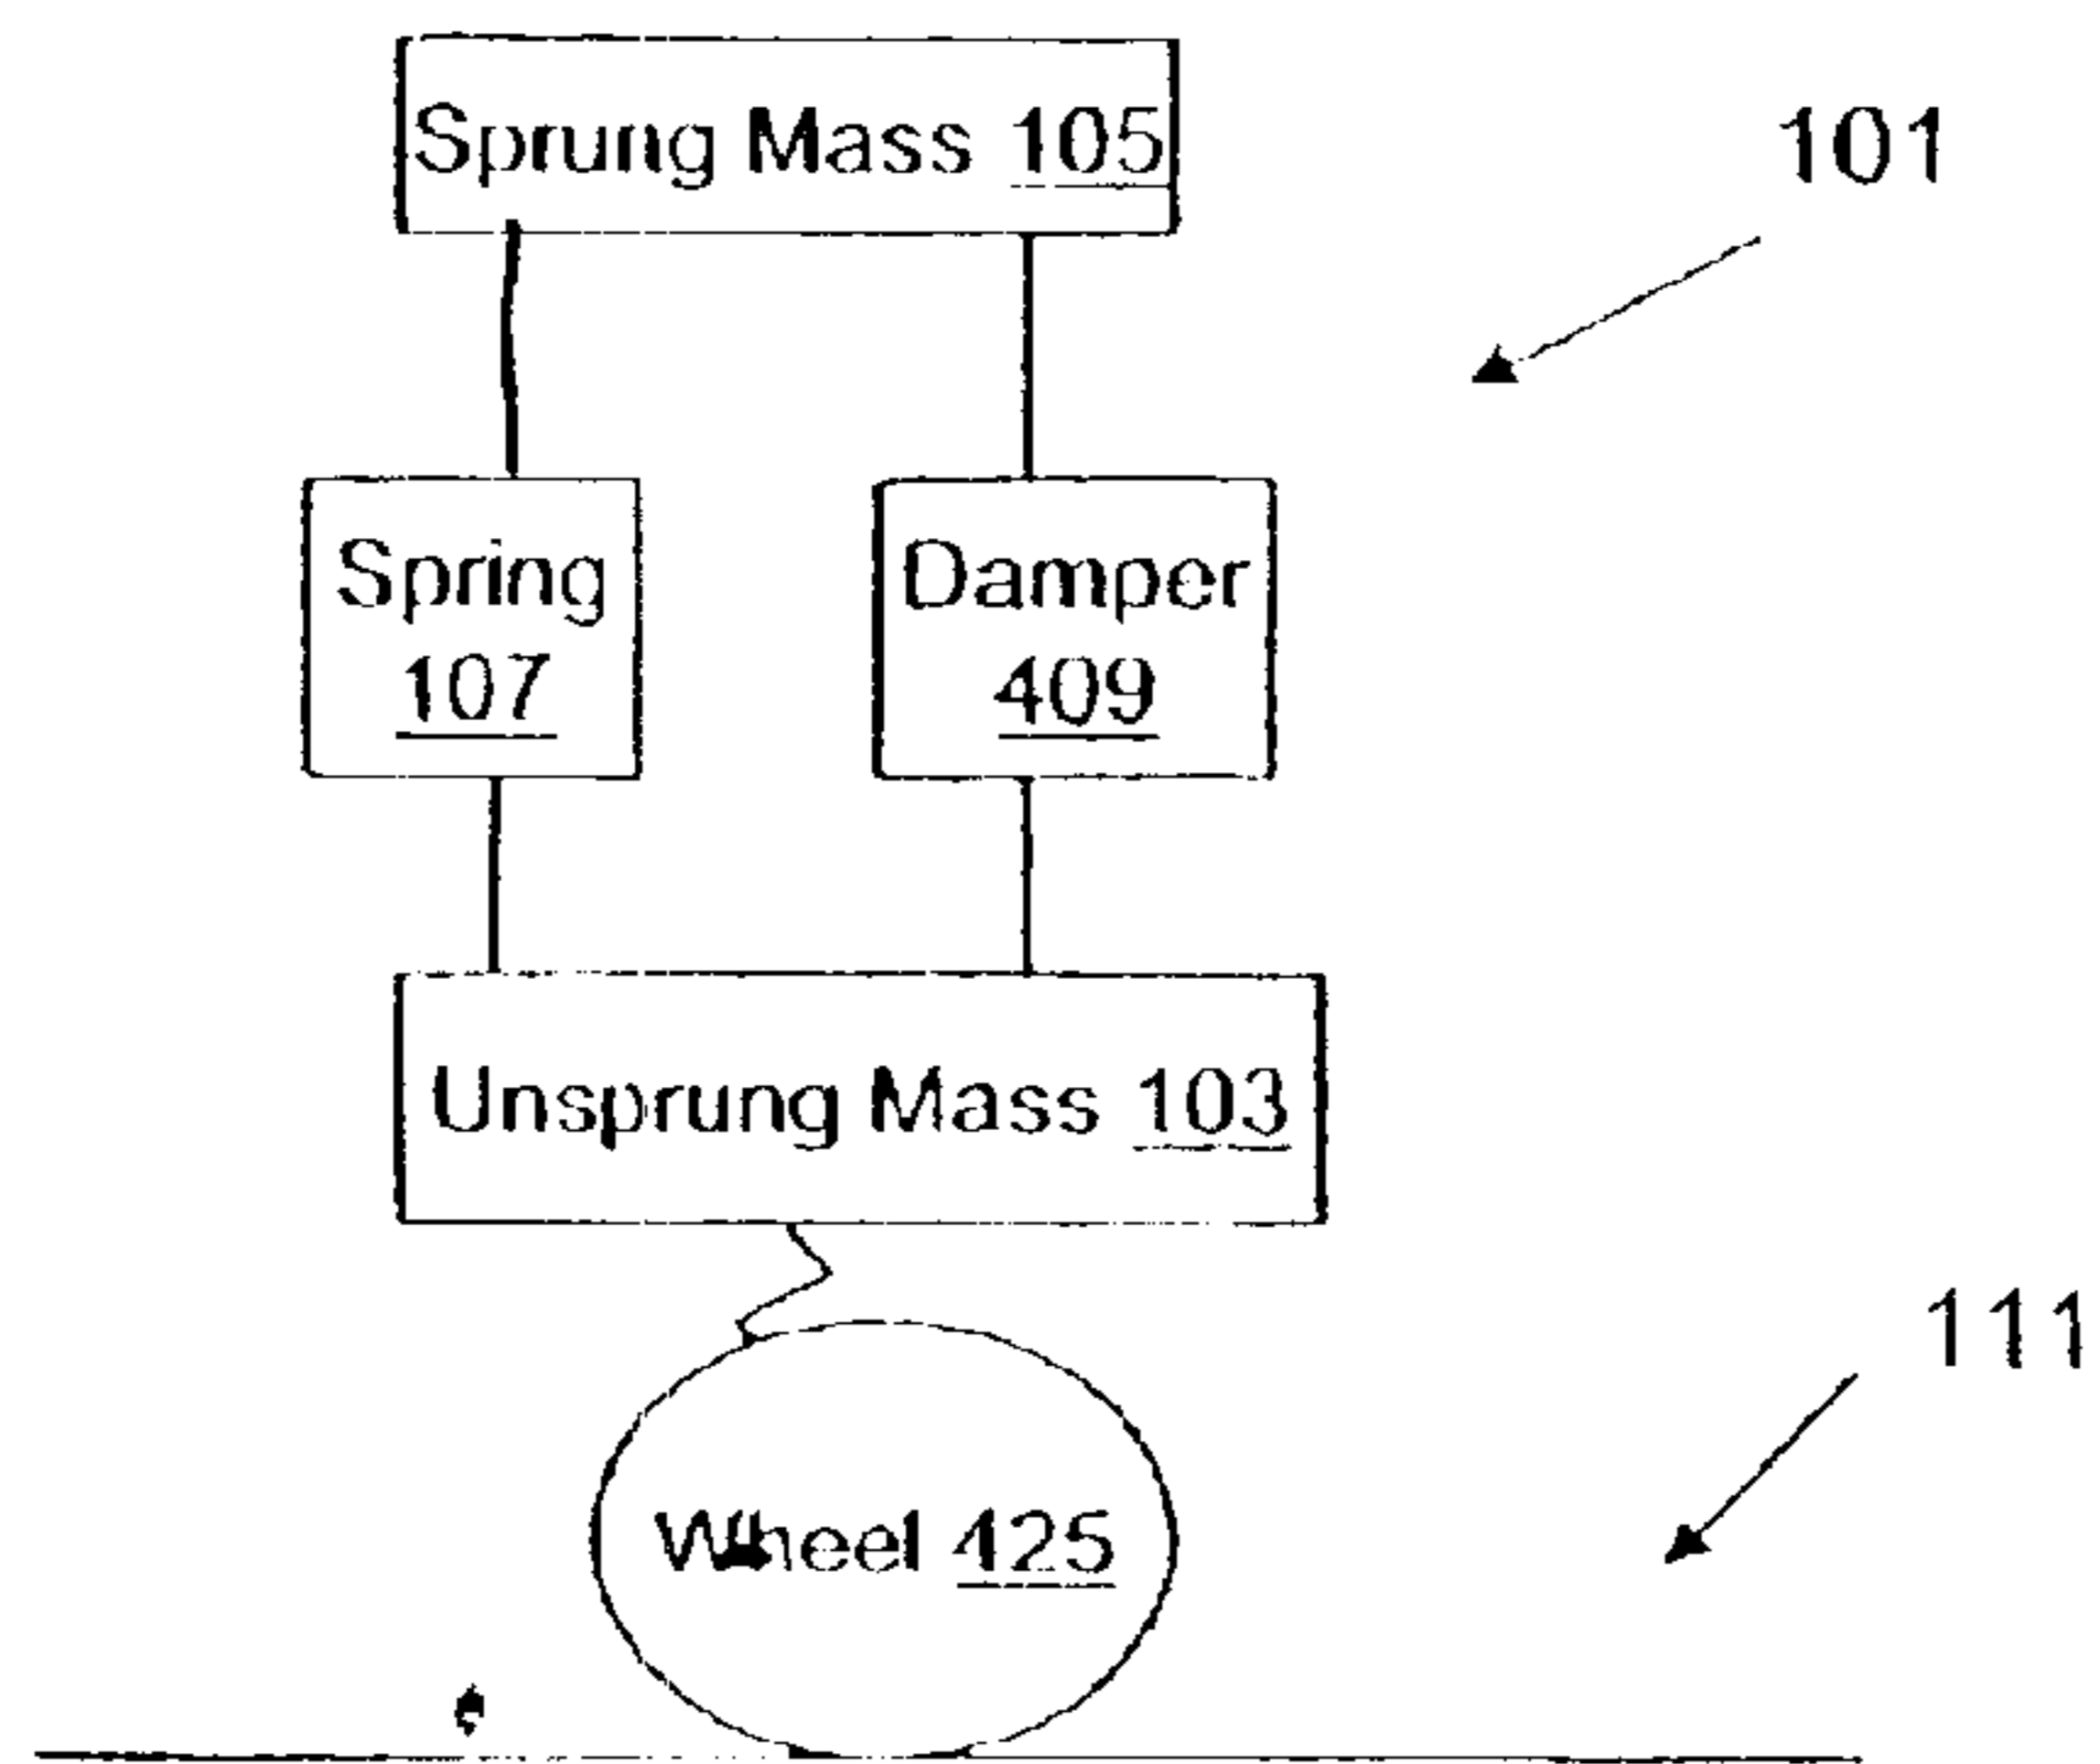 Sprung Mass 105
101
Spring
107
Damper
409
Unsprung Mass 103
111
Wheel 425